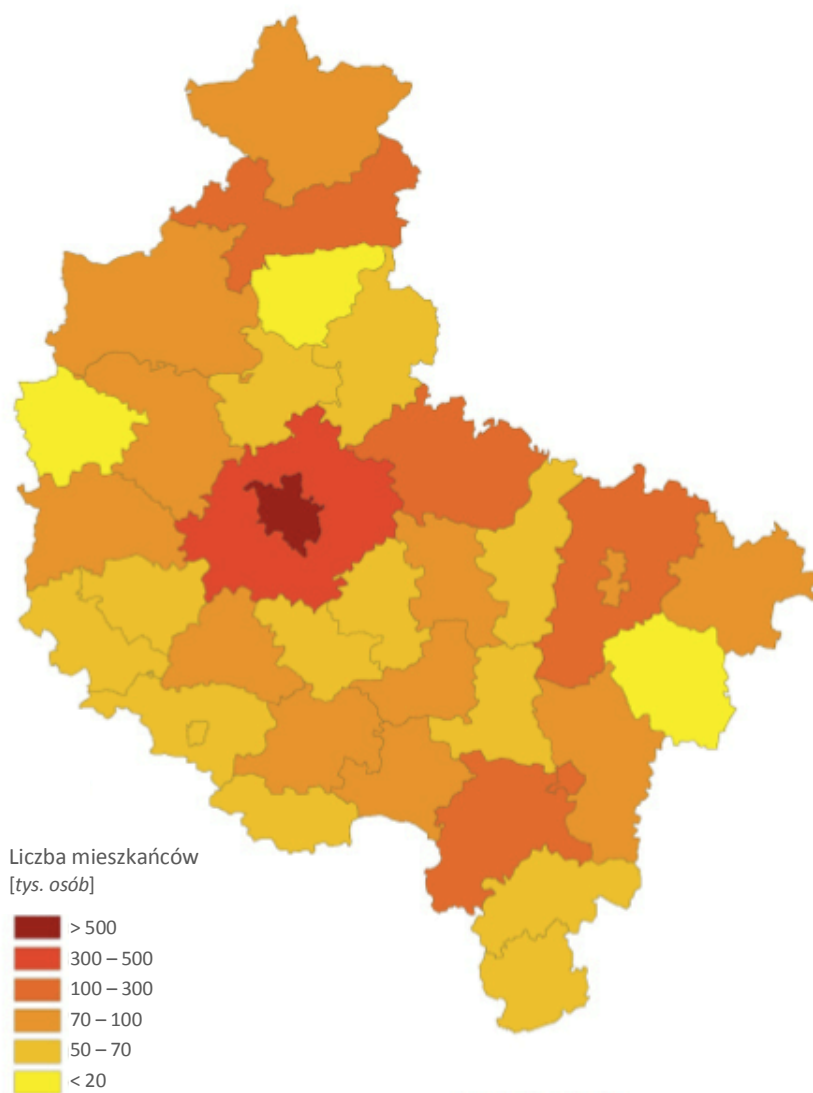 Liczba mieszkańców
[tys. osób]
> 500
300 – 500
100 – 300
70 – 100
50 – 70
< 20